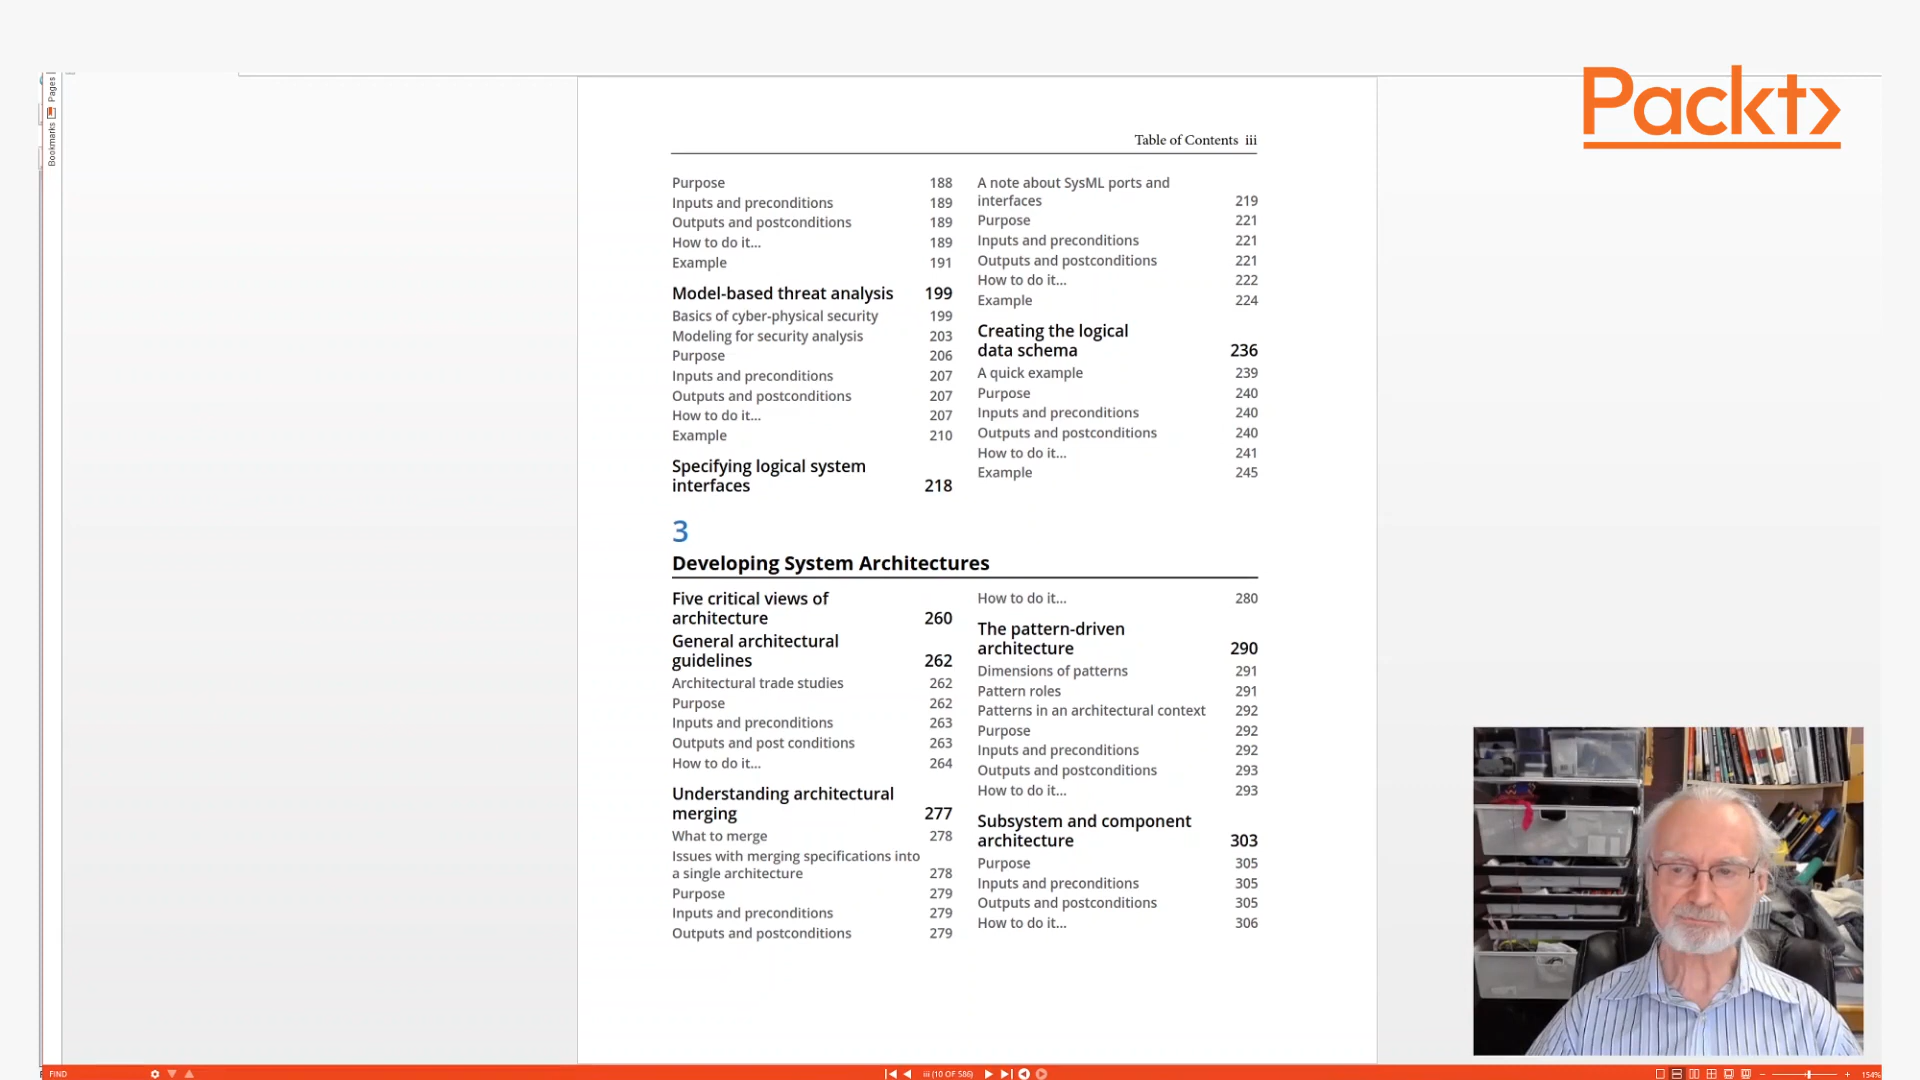 Packt>
Pages
Bookmarks
Table of Contents iii
Purpose 188
Inputs and preconditions 189
Outputs and postconditions 189
How to do it... 189
Example 191
Model-based threat analysis 199
Basics of cyber-physical security 199
Modeling for security analysis 203
Purpose 206
Inputs and preconditions 207
Outputs and postconditions 207
How to do it... 207
Example 210
Specifying logical system
interfaces 218
A note about SysML ports and
interfaces 219
Purpose 221
Inputs and preconditions 221
Outputs and postconditions 221
How to do it... 222
Example 224
Creating the logical
data schema 236
A quick example 239
Purpose 240
Inputs and preconditions 240
Outputs and postconditions 240
How to do it... 241
Example 245
3
Developing System Architectures
Five critical views of
architecture 260
General architectural
guidelines 262
Architectural trade studies 262
Purpose 262
Inputs and preconditions 263
Outputs and post conditions 263
How to do it... 264
Understanding architectural
merging 277
What to merge 278
Issues with merging specifications into
a single architecture 278
Purpose 279
Inputs and preconditions 279
Outputs and postconditions 279
How to do it... 280
The pattern-driven
architecture 290
Dimensions of patterns 291
Pattern roles 291
Patterns in an architectural context 292
Purpose 292
Inputs and preconditions 292
Outputs and postconditions 293
How to do it... 293
Subsystem and component
architecture 303
Purpose 305
Inputs and preconditions 305
Outputs and postconditions 305
How to do it... 306
FIND
iii (10 OF 586)
154%